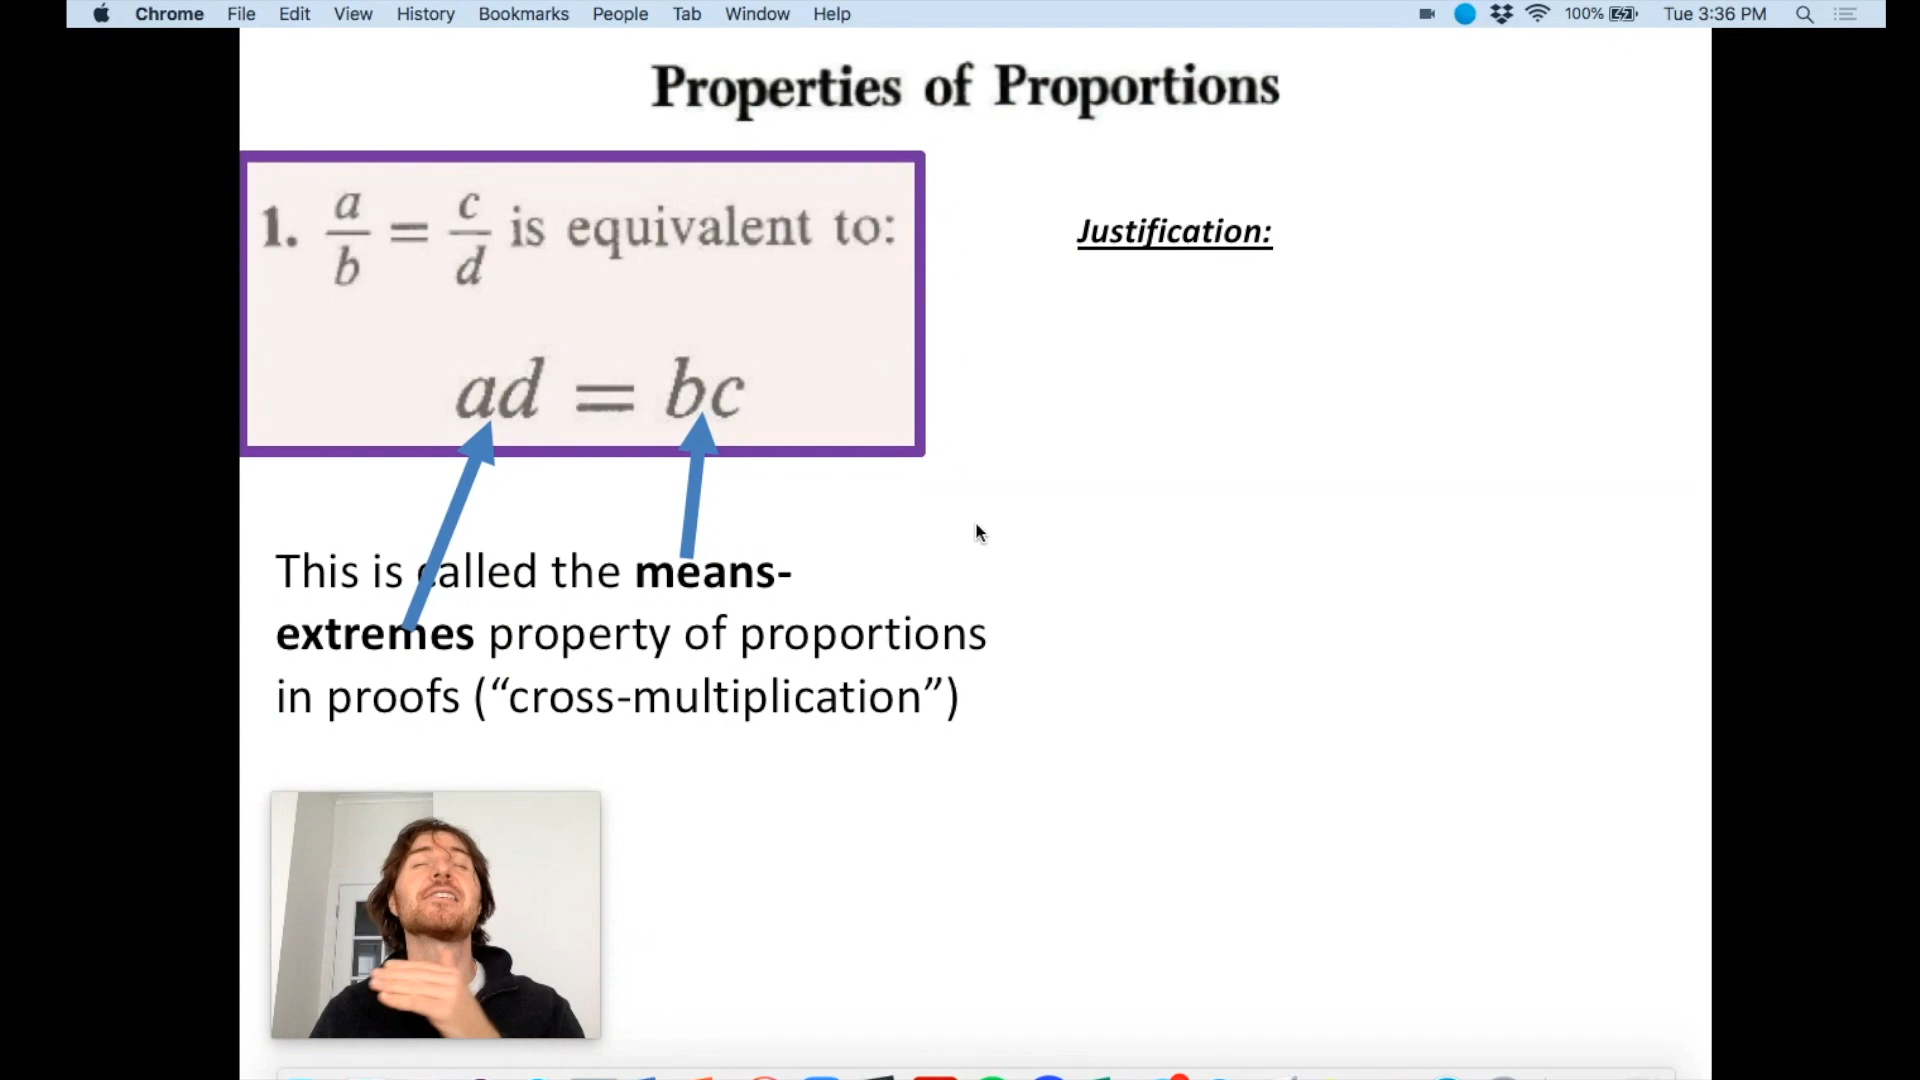 Chrome File Edit View History Bookmarks People Tab Window Help 100% Tue 3:36 PM
Properties of Proportions
1. a/b = c/d is equivalent to:
ad = bc
Justification:
This is called the means-
extremes property of proportions
in proofs (“cross-multiplication”)